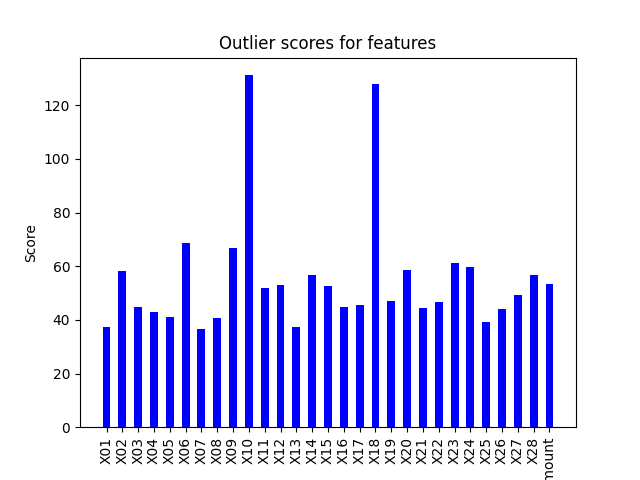 Outlier scores for features
Score
120
100
80
60
40
20
0
X01
X02
X03
X04
X05
X06
X07
X08
X09
X10
X11
X12
X13
X14
X15
X16
X17
X18
X19
X20
X21
X22
X23
X24
X25
X26
X27
X28
mount